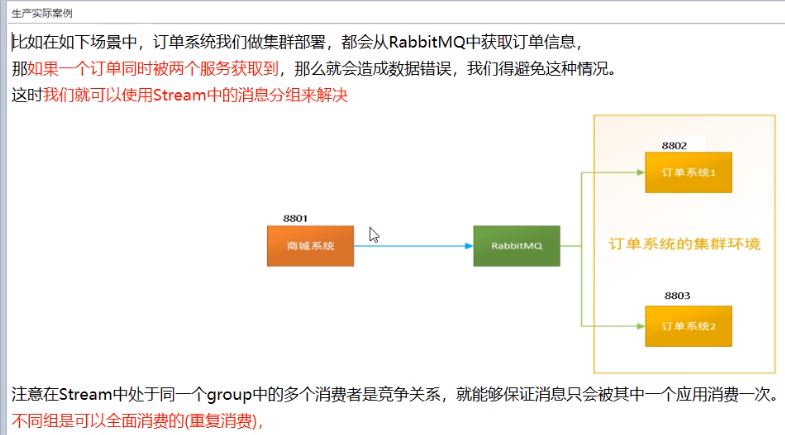 生产实际案例
比如在如下场景中，订单系统我们做集群部署，都会从RabbitMQ中获取订单信息，
那如果一个订单同时被两个服务获取到，那么就会造成数据错误，我们得避免这种情况。
这时我们就可以使用Stream中的消息分组来解决
8802
订单系统1
8801
商城系统
RabbitMQ
订单系统的集群环境
8803
订单系统2
注意在Stream中处于同一个group中的多个消费者是竞争关系，就能够保证消息只会被其中一个应用消费一次。
不同组是可以全面消费的(重复消费)，